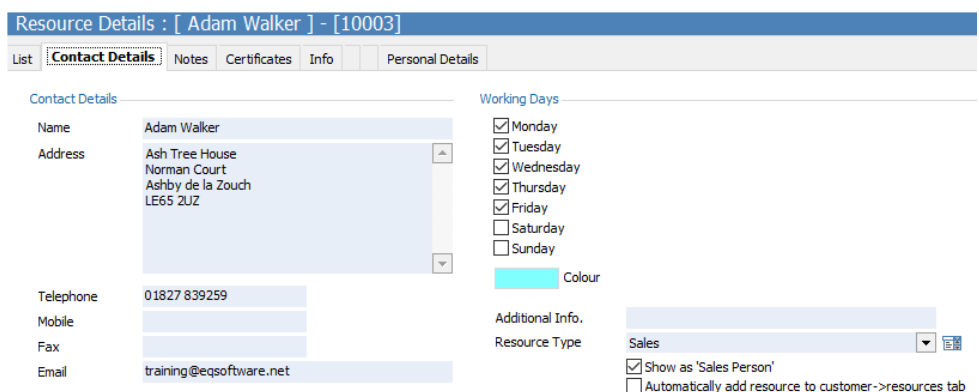 Resource Details : [ Adam Walker ] - [10003]
List Contact Details Notes Certificates Info Personal Details
Contact Details
Name Adam Walker
Address Ash Tree House
Norman Court
Ashby de la Zouch
LE65 2UZ
Telephone 01827 839259
Mobile
Fax
Email training@eqsoftware.net
Working Days
Monday
Tuesday
Wednesday
Thursday
Friday
Saturday
Sunday
Colour
Additional Info.
Resource Type Sales
Show as 'Sales Person'
Automatically add resource to customer->resources tab